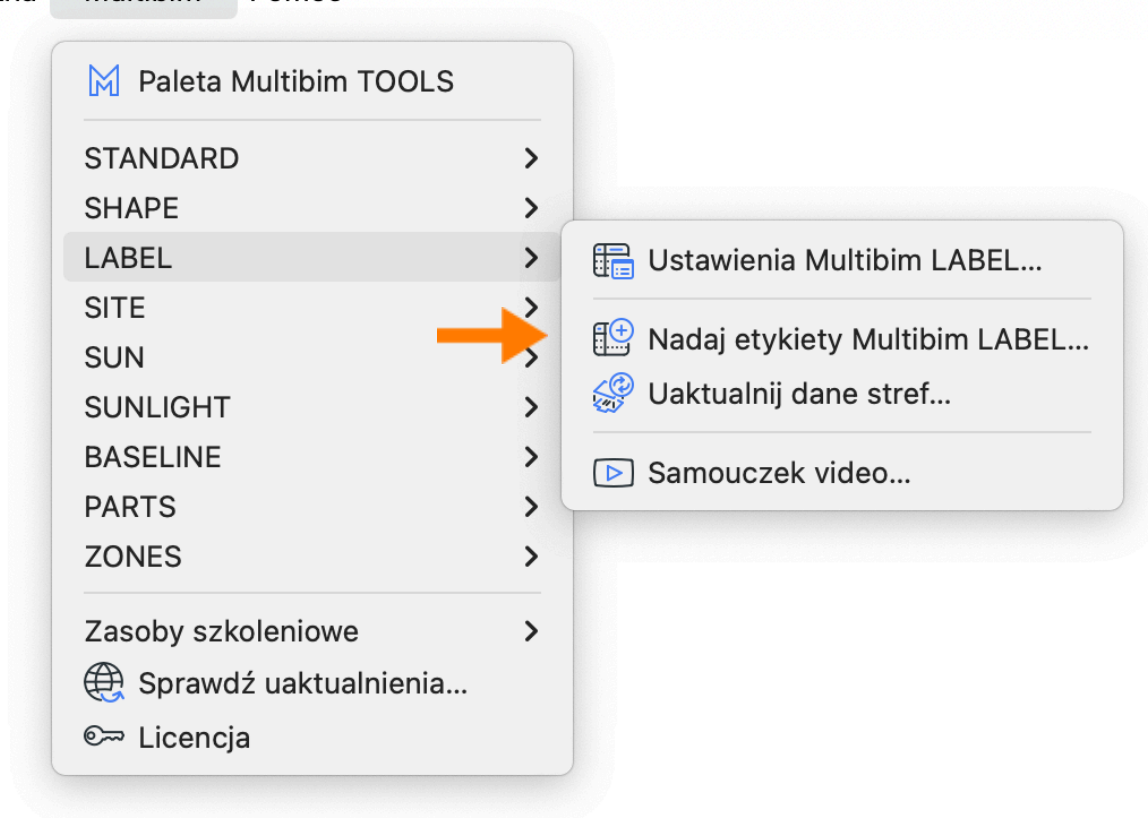 Paleta Multibim TOOLS
STANDARD
SHAPE
LABEL
SITE
SUN
SUNLIGHT
BASELINE
PARTS
ZONES
Zasoby szkoleniowe
Sprawdź uaktualnienia...
Licencja
Ustawienia Multibim LABEL...
Nadaj etykiety Multibim LABEL...
Uaktualnij dane stref...
Samouczek video...